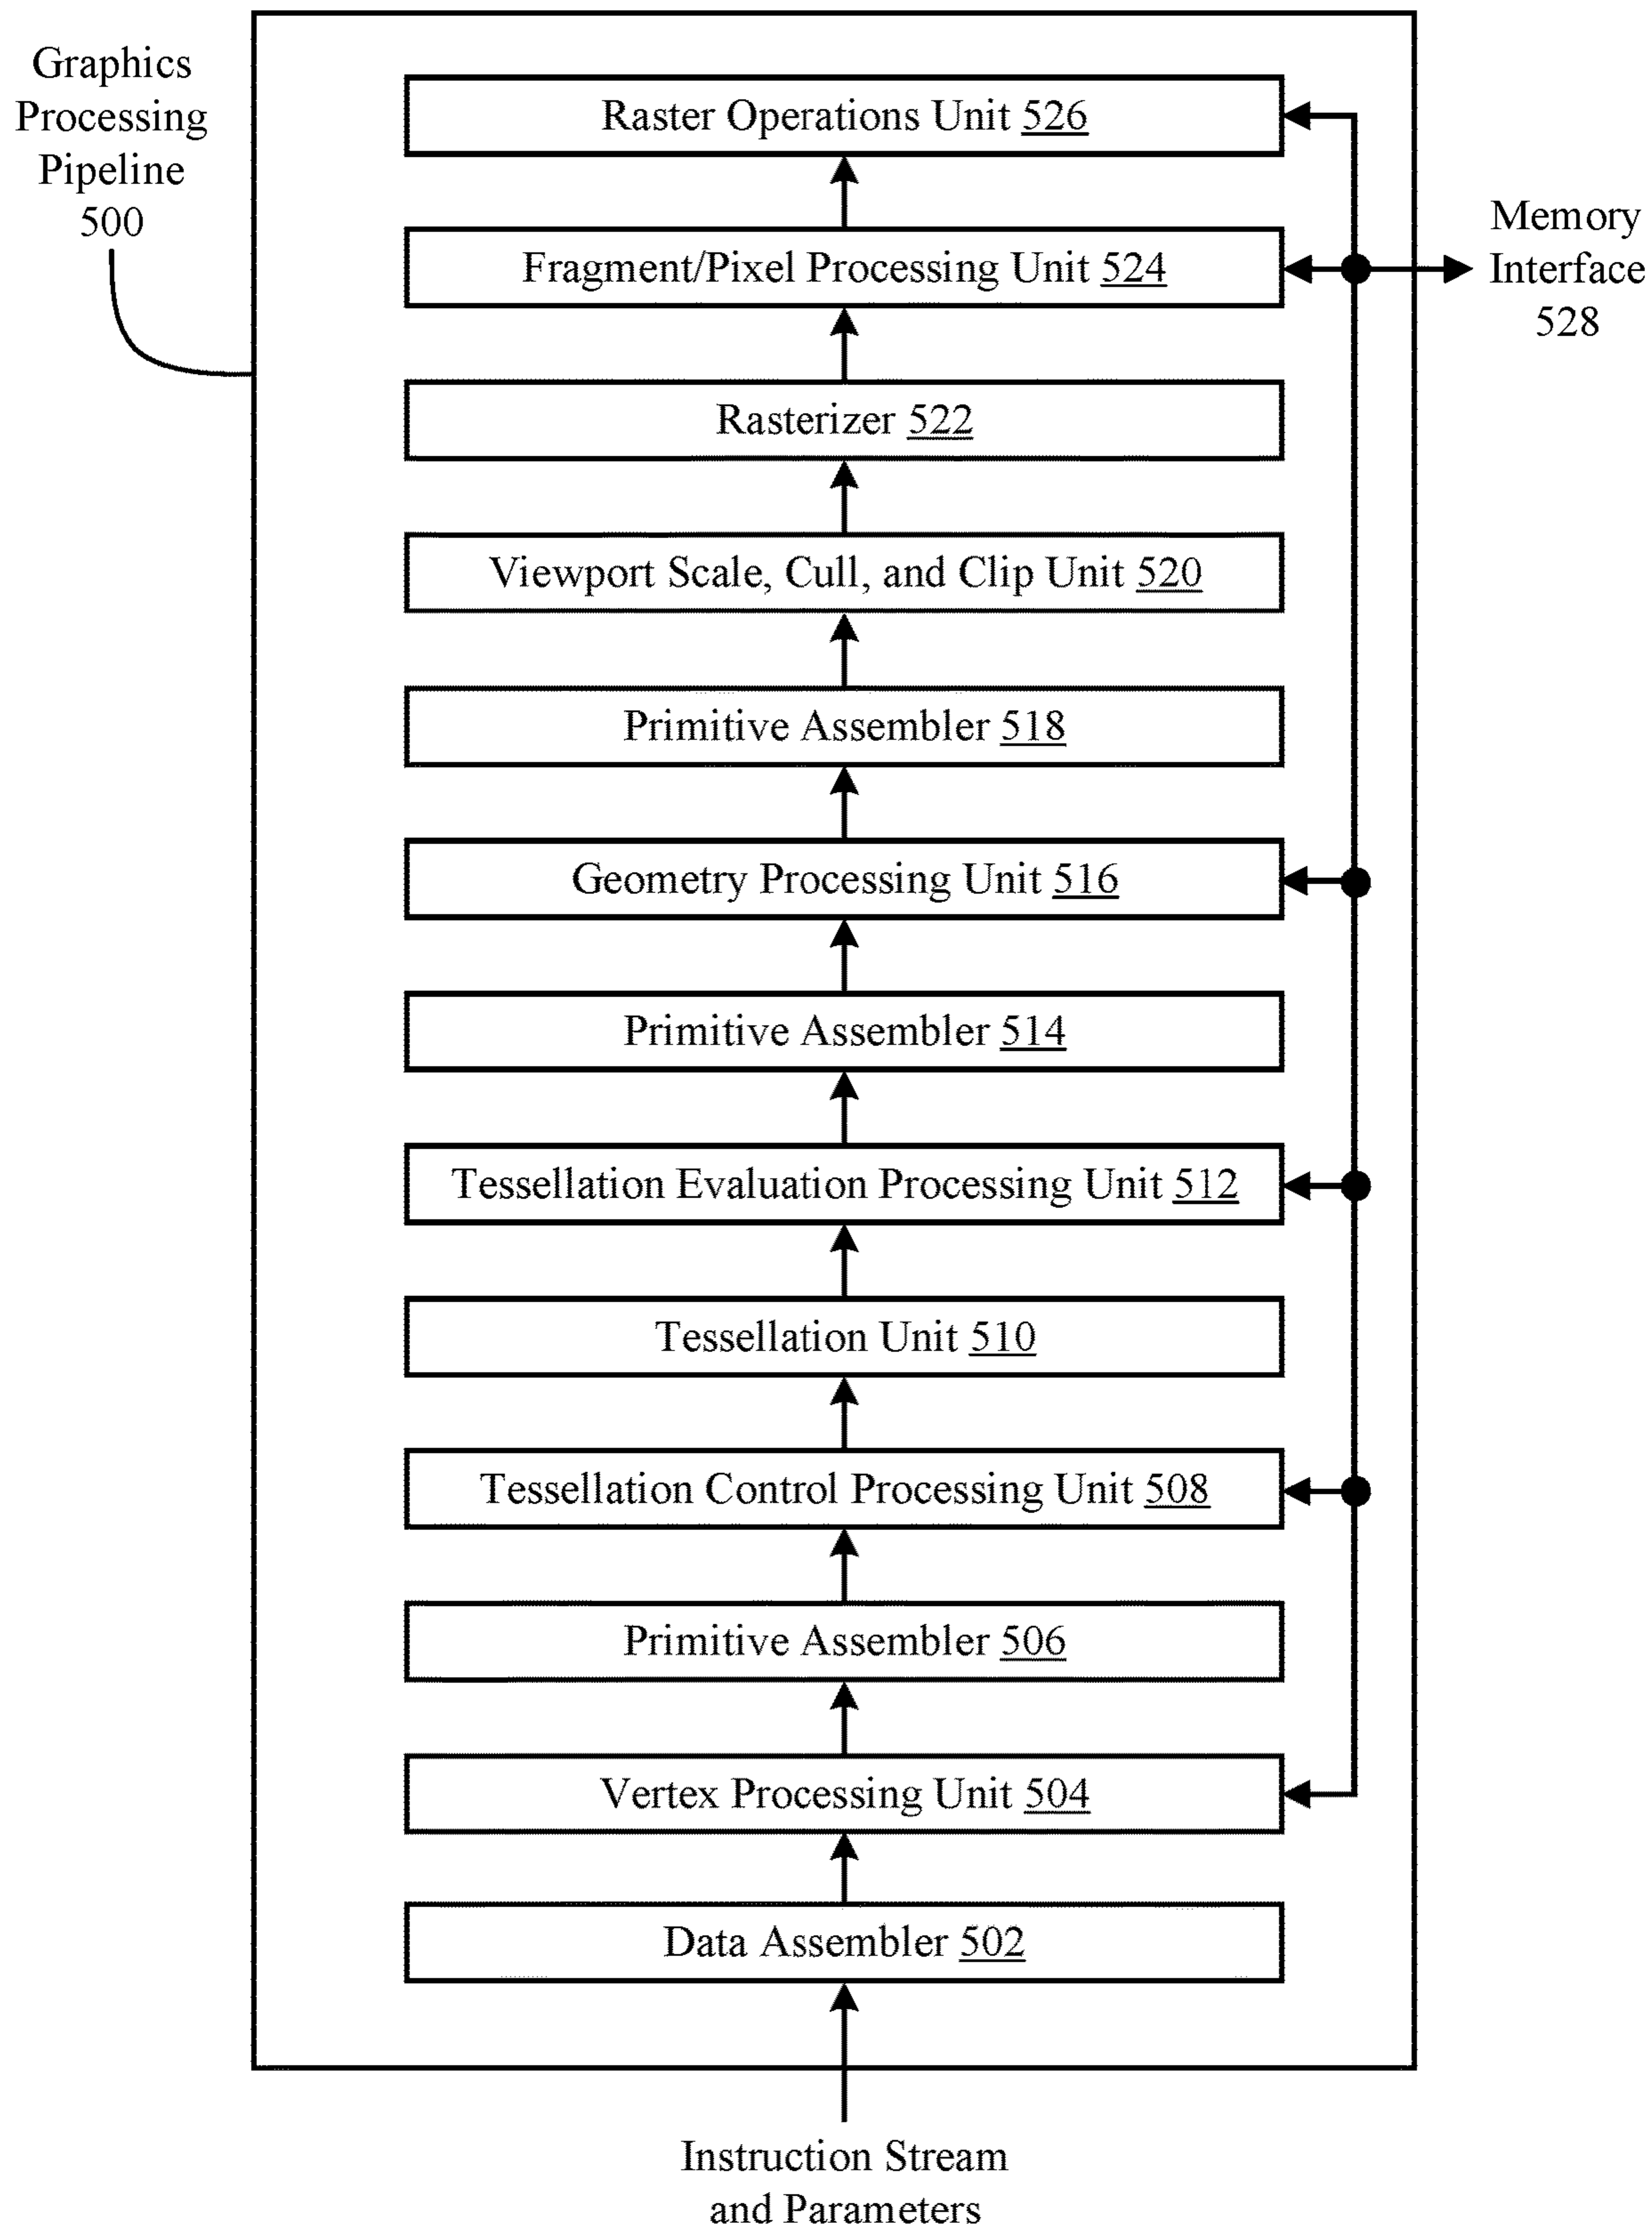 Graphics
Processing
Pipeline
500
Raster Operations Unit 526
Fragment/Pixel Processing Unit 524
Memory
Interface
528
Rasterizer 522
Viewport Scale, Cull, and Clip Unit 520
Primitive Assembler 518
Geometry Processing Unit 516
Primitive Assembler 514
Tessellation Evaluation Processing Unit 512
Tessellation Unit 510
Tessellation Control Processing Unit 508
Primitive Assembler 506
Vertex Processing Unit 504
Data Assembler 502
Instruction Stream
and Parameters